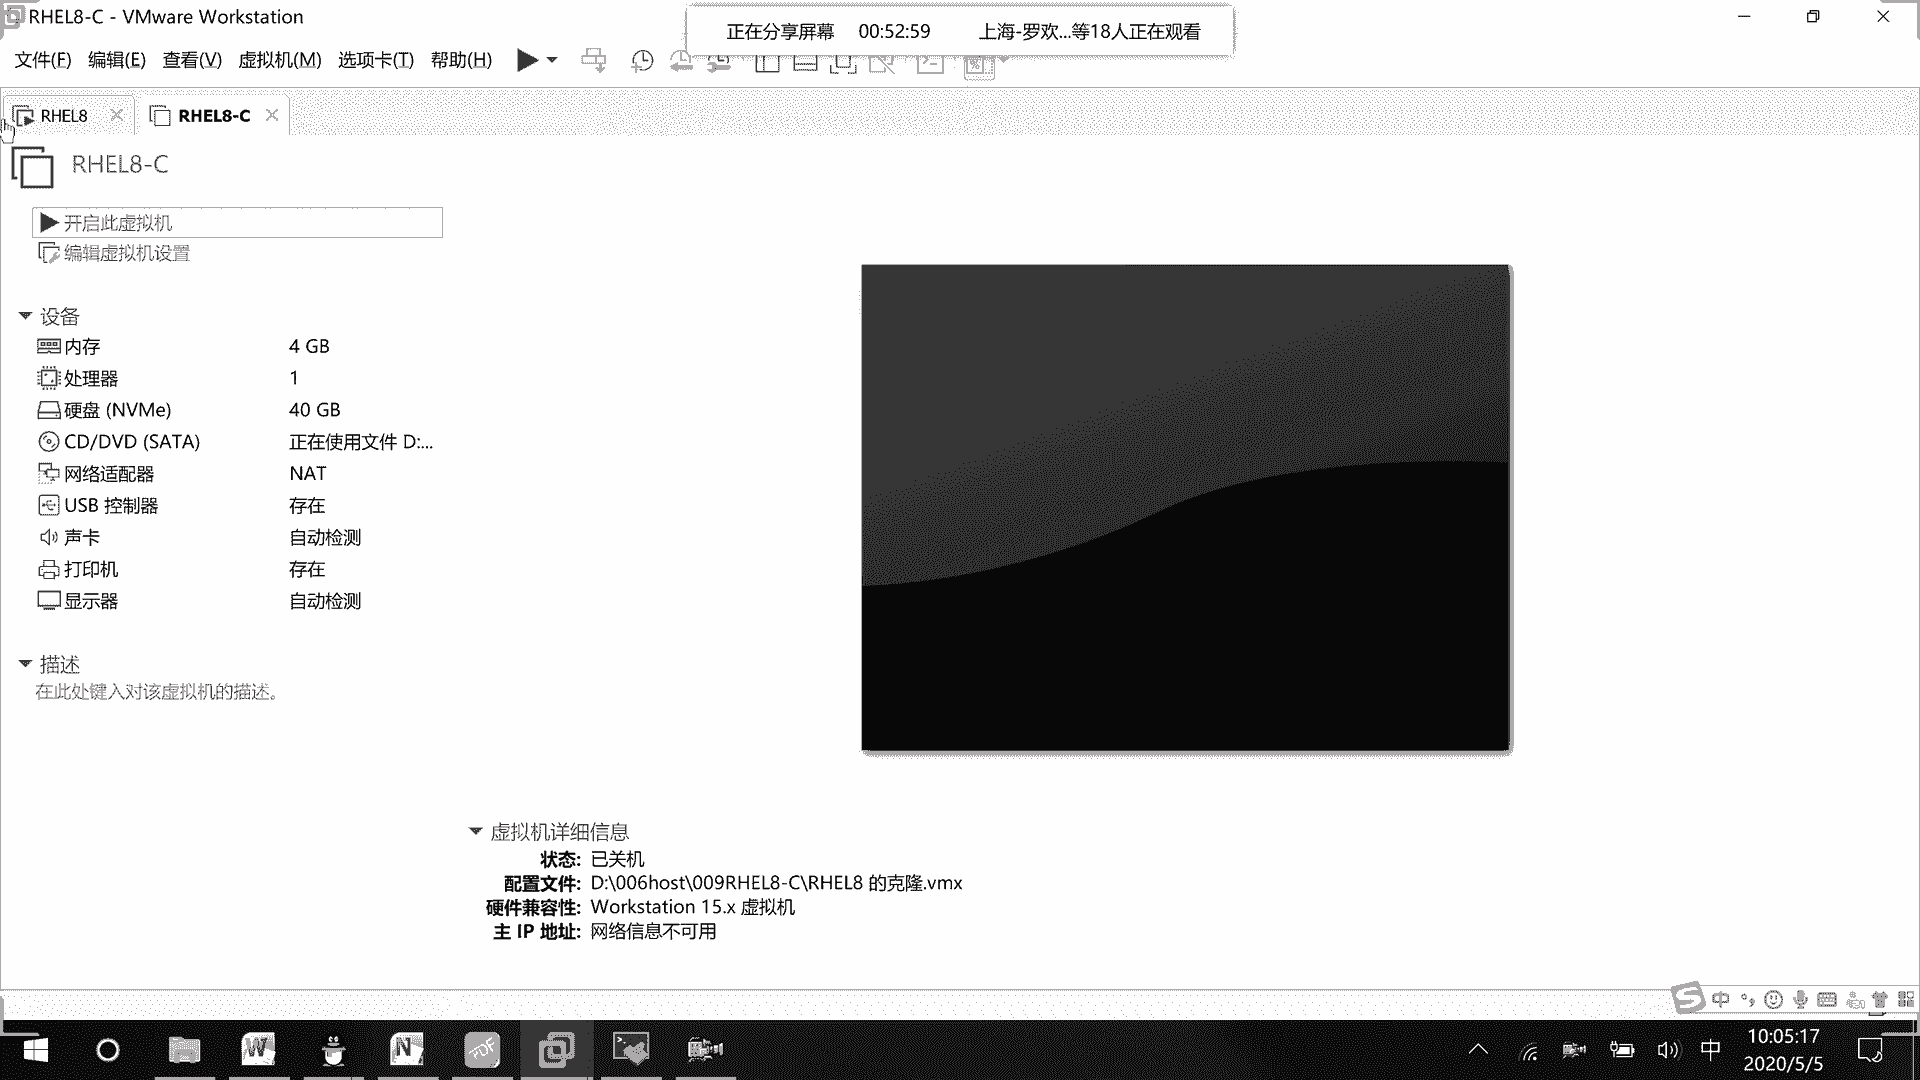 RHEL8-C - VMware Workstation
正在分享屏幕 00:52:59 上海-罗欢...等18人正在观看
文件(F) 编辑(E) 查看(V) 虚拟机(M) 选项卡(T) 帮助(H)
RHEL8 RHEL8-C
RHEL8-C
开启此虚拟机
编辑虚拟机设置
设备
内存 4 GB
处理器 1
硬盘 (NVMe) 40 GB
CD/DVD (SATA) 正在使用文件 D:...
网络适配器 NAT
USB 控制器 存在
声卡 自动检测
打印机 存在
显示器 自动检测
描述
在此处键入对该虚拟机的描述。
虚拟机详细信息
状态: 已关机
配置文件: D:\006host\009RHEL8-C\RHEL8 的克隆.vmx
硬件兼容性: Workstation 15.x 虚拟机
主 IP 地址: 网络信息不可用
中
中
10:05:17
2020/5/5